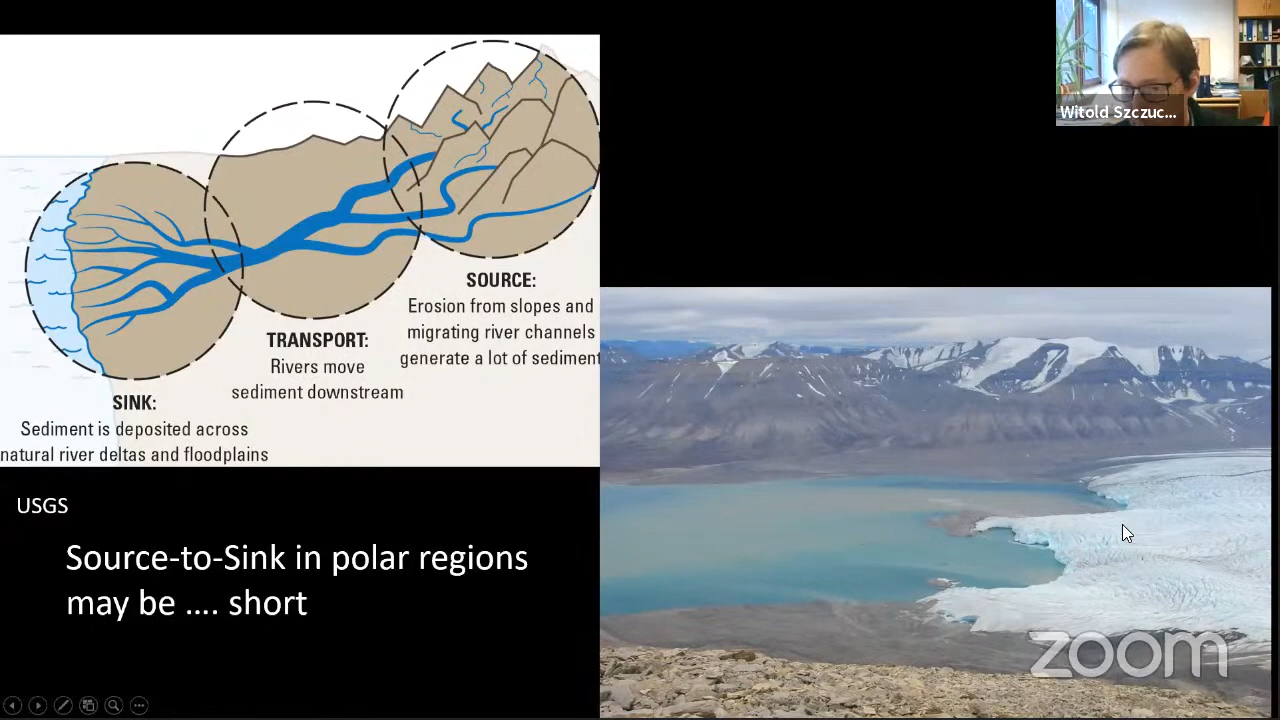 Witold Szczuc...
SOURCE:
Erosion from slopes and
migrating river channels
generate a lot of sediment
TRANSPORT:
Rivers move
sediment downstream
SINK:
Sediment is deposited across
natural river deltas and floodplains
USGS
Source-to-Sink in polar regions
may be .... short
zoom